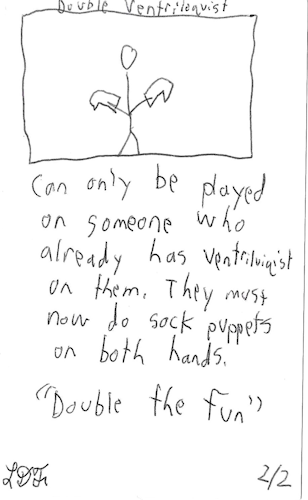 Double Ventriloquist
Can only be played
on someone who
already has Ventriloquist
on them. They must
now do sock puppets
on both hands.
"Double the fun"
2/2